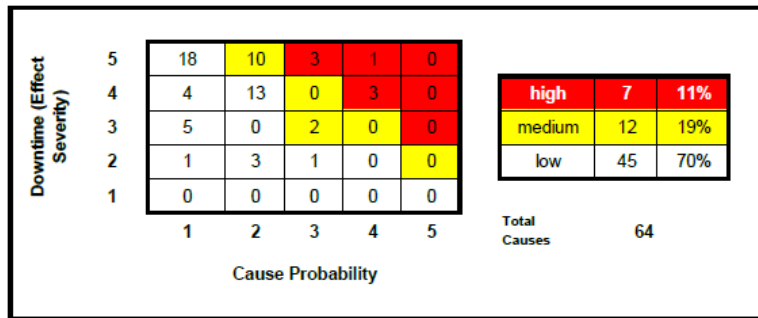 Downtime (Effect
Severity)
5 18 10 3 1 0
4 4 13 0 3 0
3 5 0 2 0 0
2 1 3 1 0 0
1 0 0 0 0 0
1 2 3 4 5
Cause Probability
high 7 11%
medium 12 19%
low 45 70%
Total
Causes 64